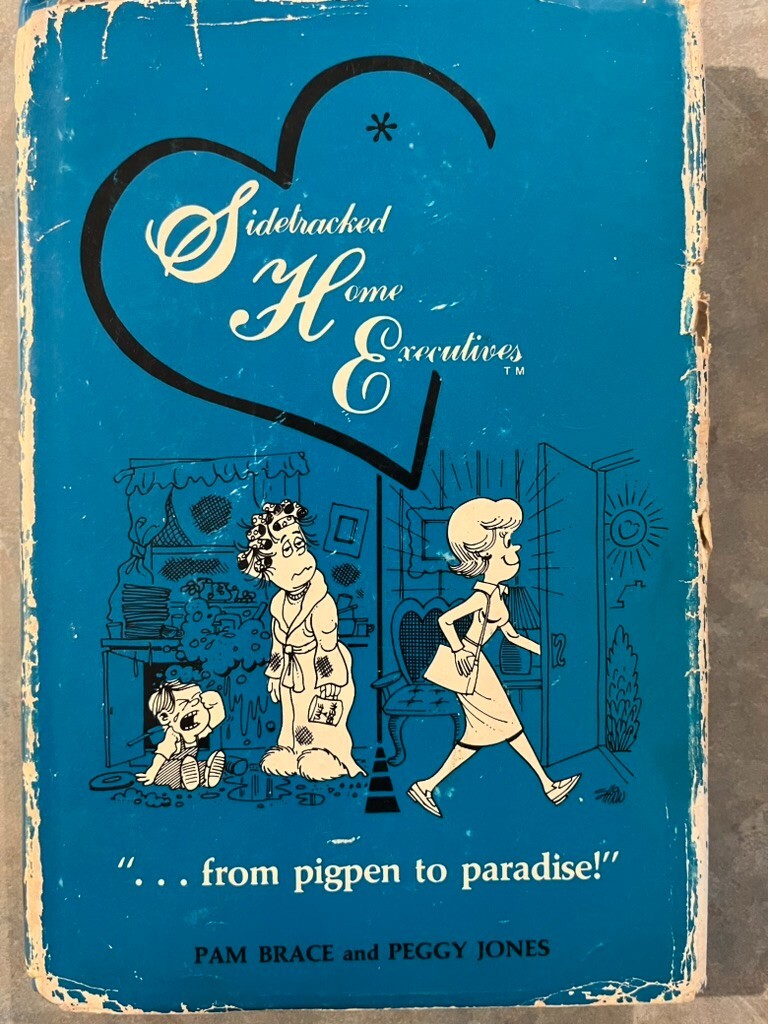 *
Sidetracked
Home
Executives
TM
". . . from pigpen to paradise!"
PAM BRACE and PEGGY JONES